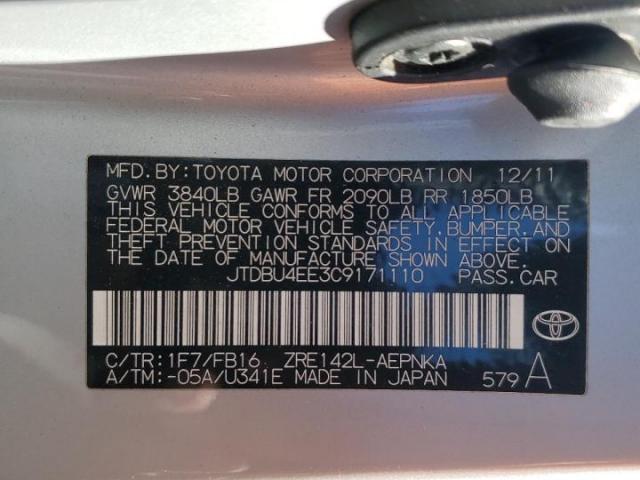 MFD.BY:TOYOTA MOTOR CORPORATION 12/11
GVWR 3840LB GAWR FR 2090LB RR 1850LB
THIS VEHICLE CONFORMS TO ALL APPLICABLE
FEDERAL MOTOR VEHICLE SAFETY,BUMPER,AND
THEFT PREVENTION STANDARDS IN EFFECT ON
THE DATE OF MANUFACTURE SHOWN ABOVE.
JTDBU4EE3C9171110 PASS.CAR
C/TR:1F7/FB16 ZRE142L-AEPNKA
A/TM:-05A/U341E MADE IN JAPAN 579 A